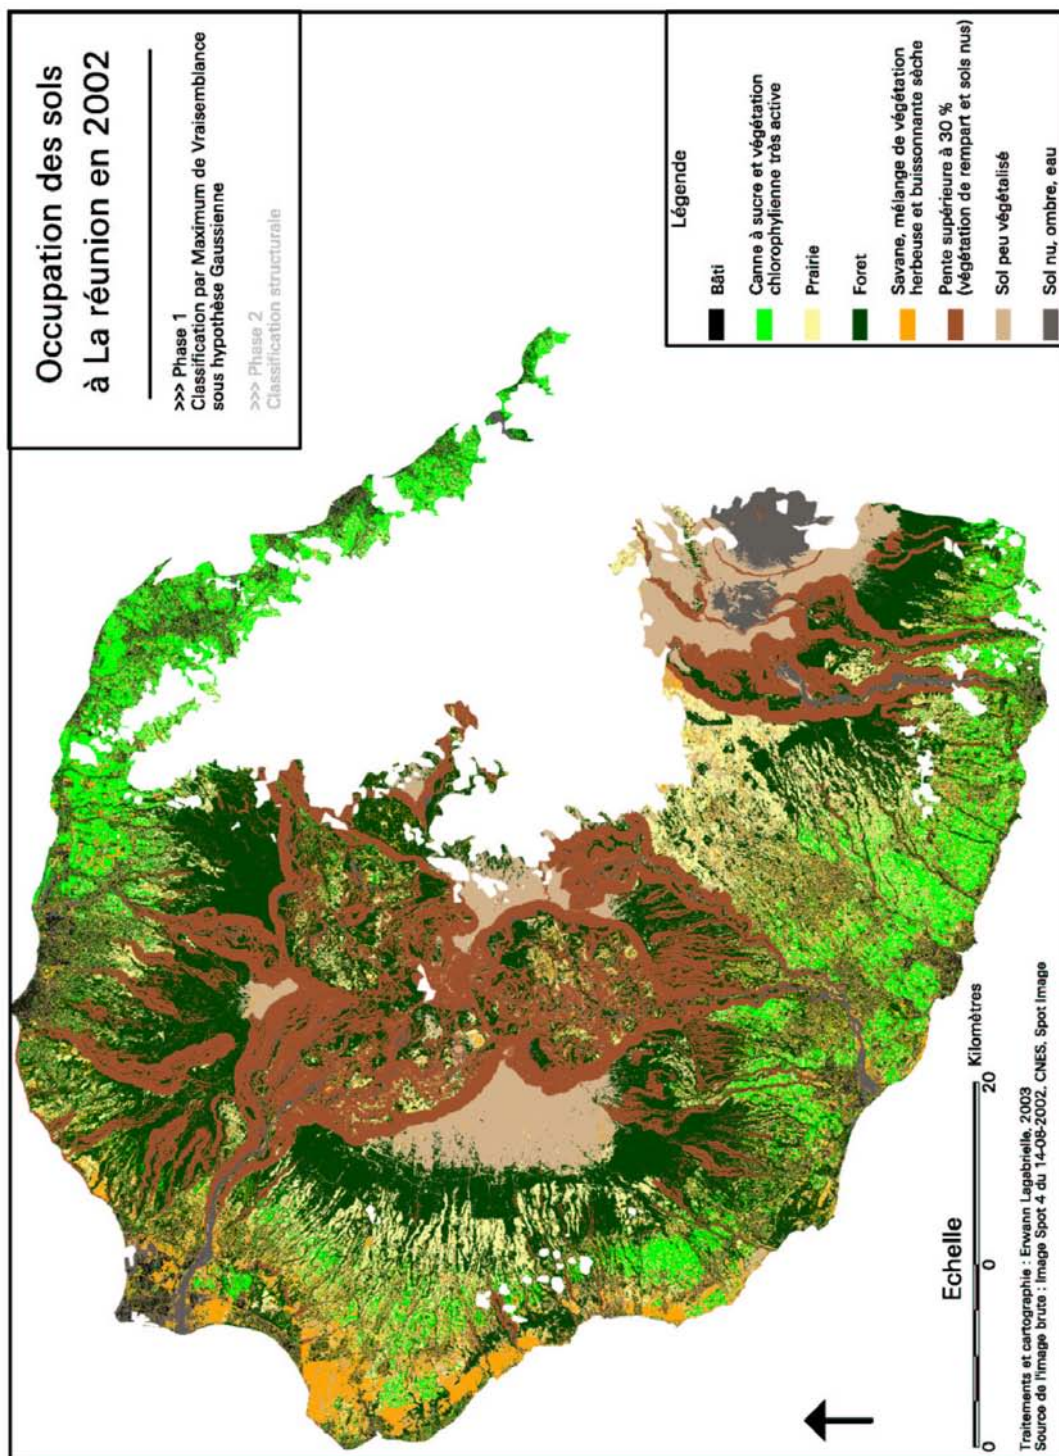 Occupation des sols
à La réunion en 2002
>>> Phase 1
Classification par Maximum de Vraisemblance
sous hypothèse Gaussienne
>>> Phase 2
Classification structurale
Légende
Bâti
Canne à sucre et végétation
chlorophylienne très active
Prairie
Foret
Savane, mélange de végétation
herbeuse et buissonnante sèche
Pente supérieure à 30 %
(végétation de rempart et sols nus)
Sol peu végétalisé
Sol nu, ombre, eau
Echelle
0 0 20 Kilomètres
Traitements et cartographie : Erwann Lagabrielle, 2003
Source de l'image brute : Image Spot 4 du 14-08-2002, CNES, Spot Image